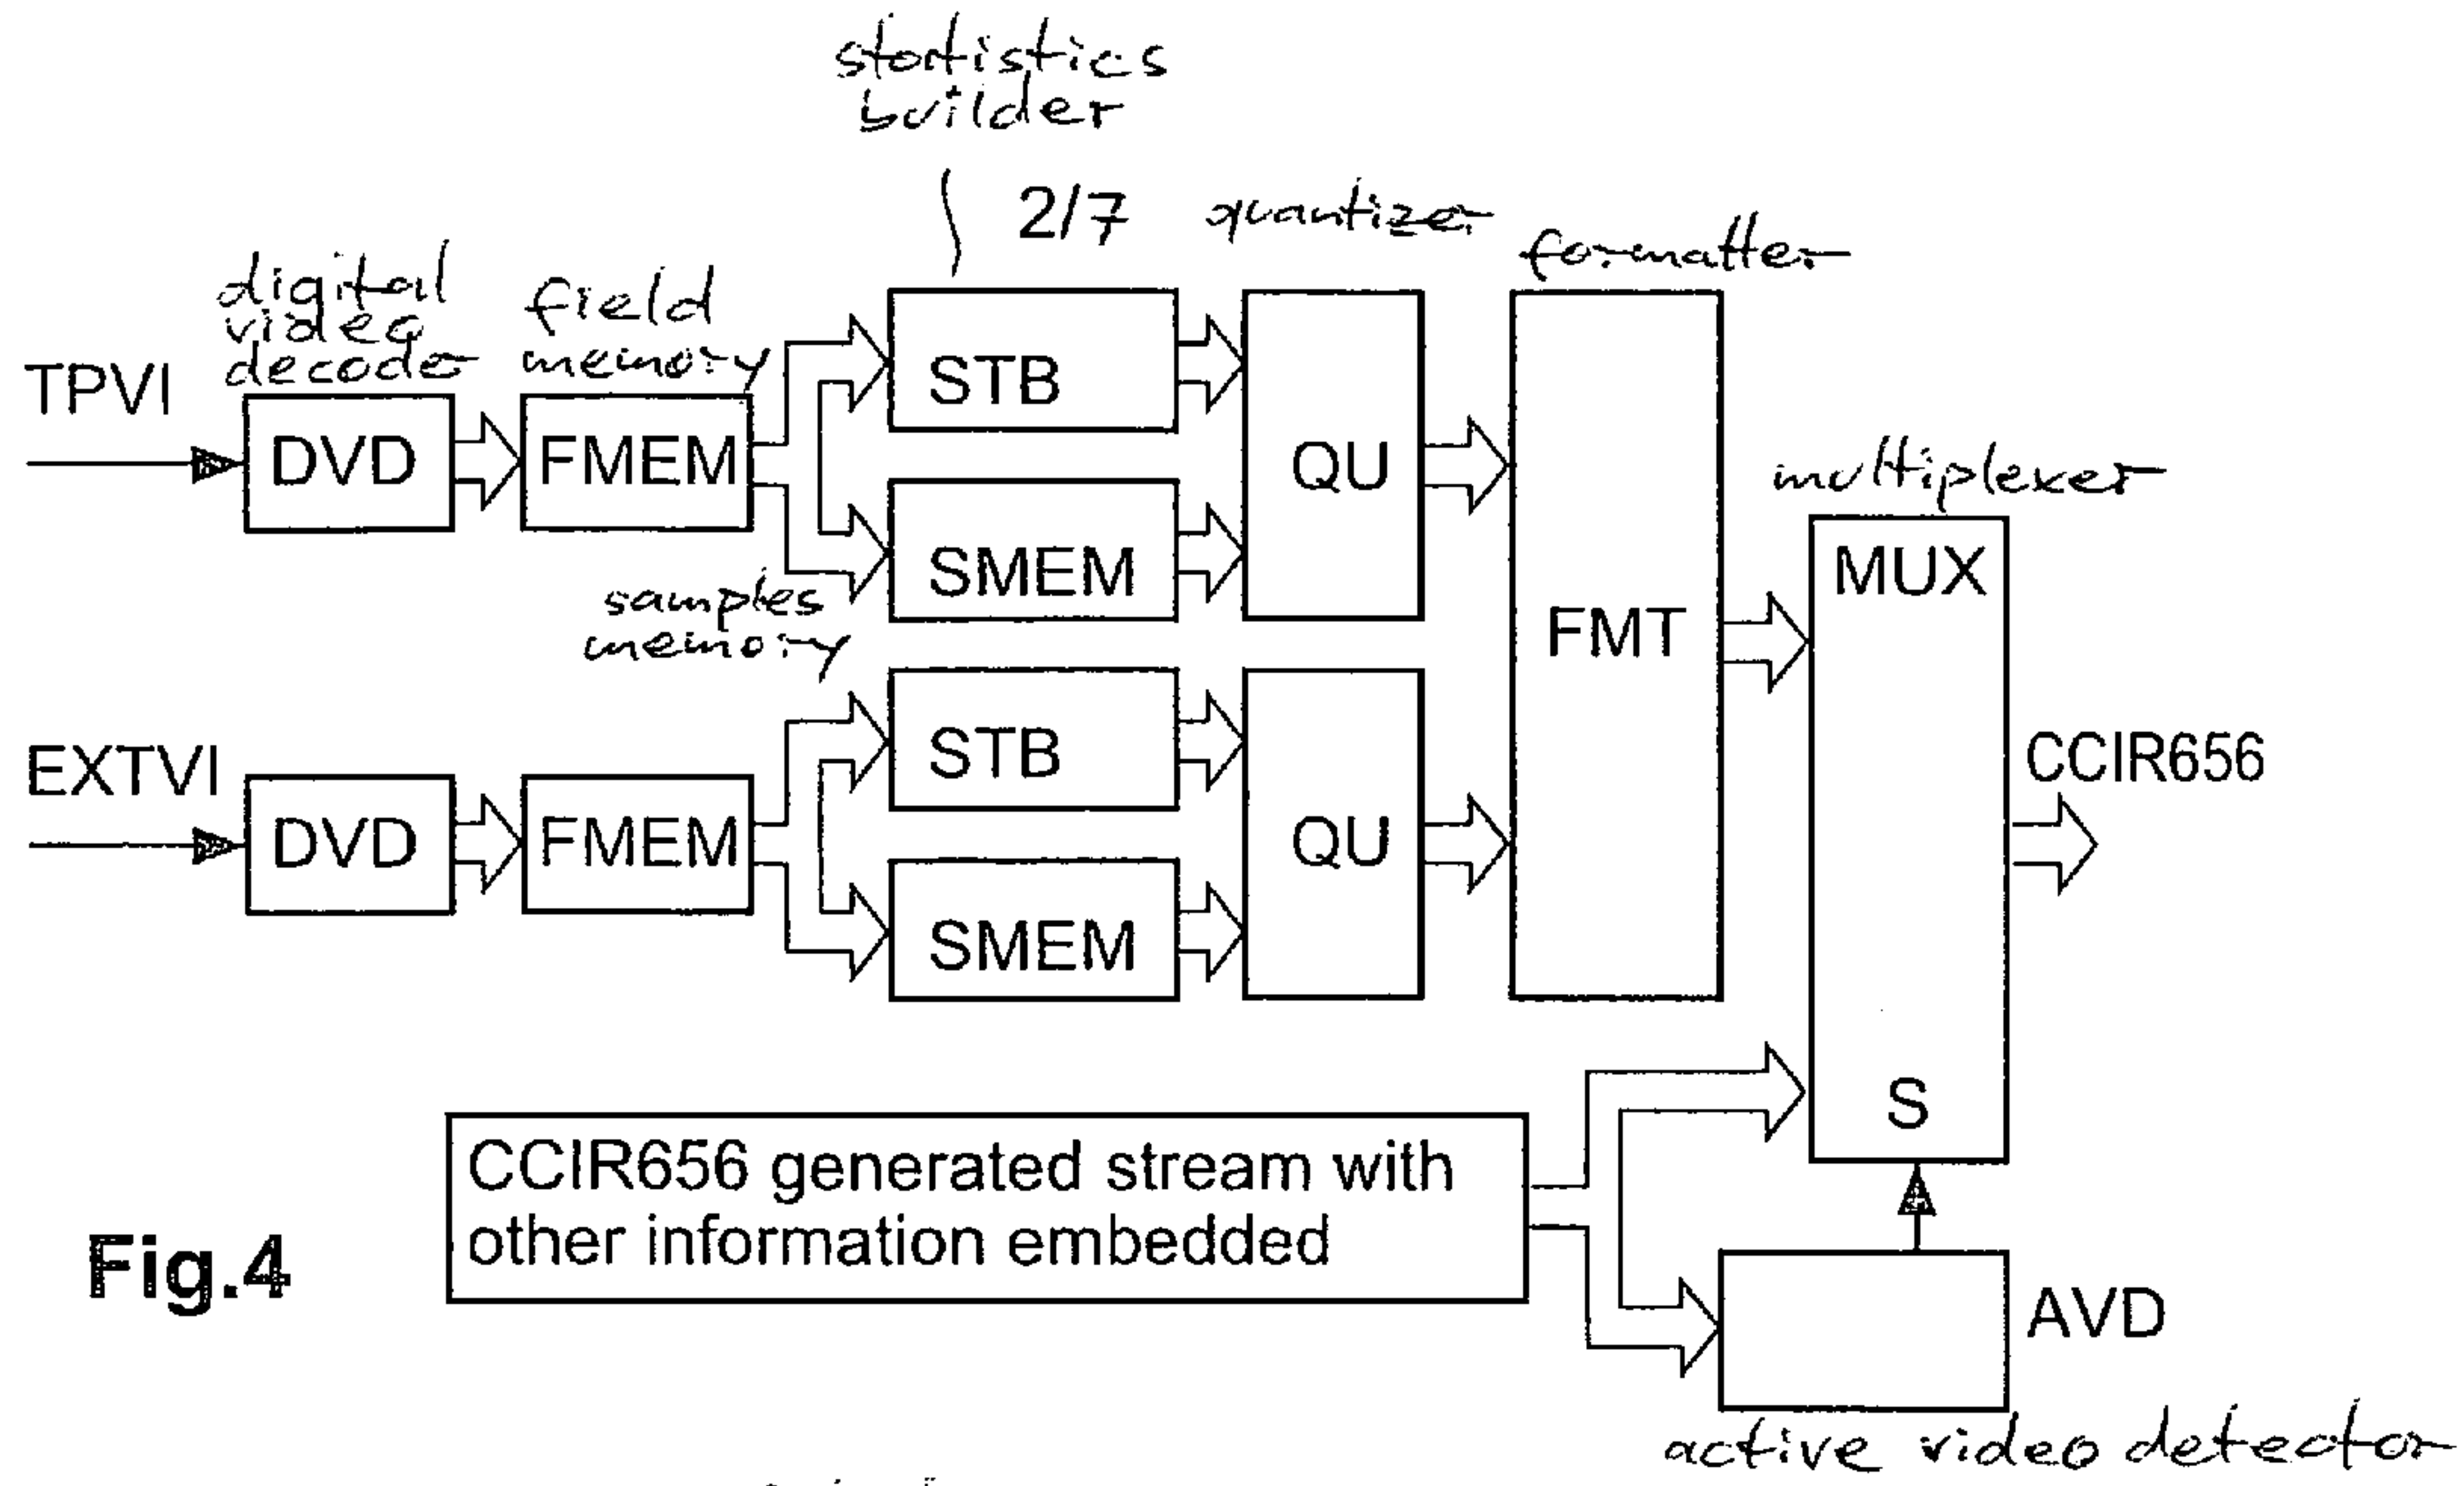 statistics
builder
2/7
quantizer
formatter
digital
video
decoder
field
memory
TPVI
DVD
FMEM
STB
SMEM
QU
FMT
multiplexer
MUX
samples
memory
EXTVI
DVD
FMEM
STB
SMEM
QU
CCIR656
S
CCIR656 generated stream with
other information embedded
Fig.4
AVD
active video detector